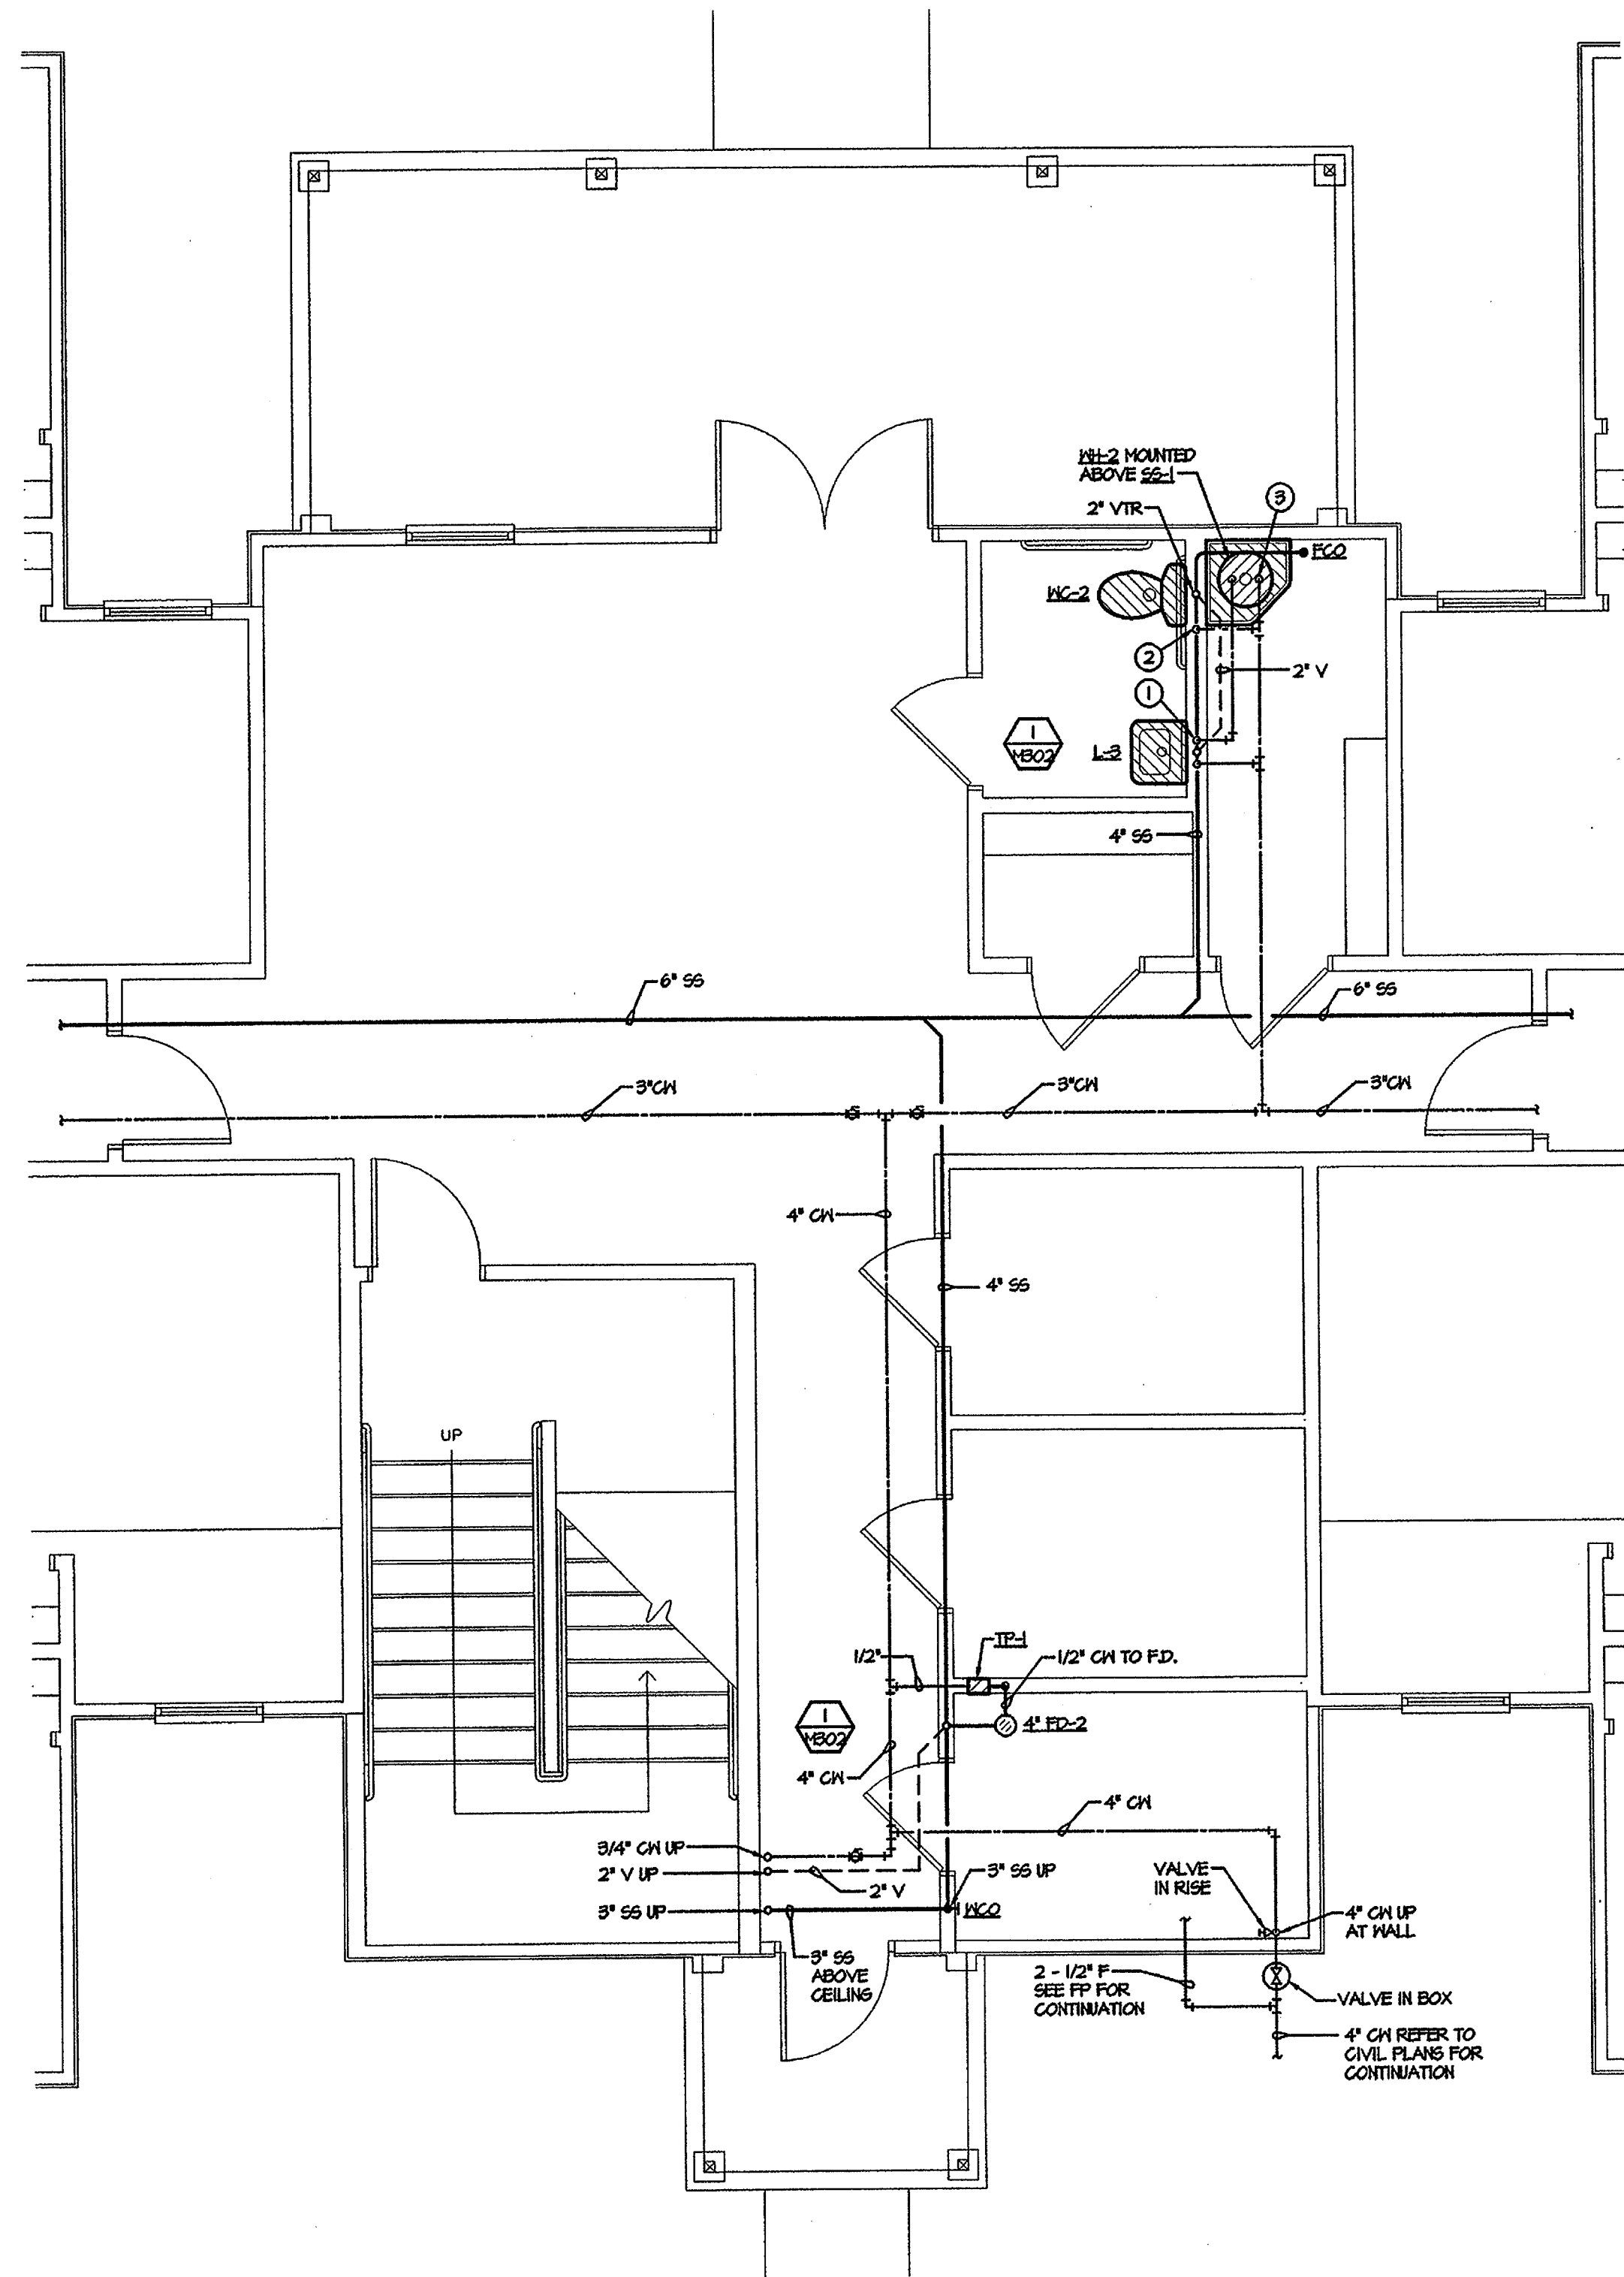 WH-2 MOUNTED
ABOVE SS-1
3
2" VTR
FCO
WC-2
2
2" V
1
1
M302
L-3
4" SS
6" SS
6" SS
3"CW
3"CW
3"CW
4" CW
4" SS
UP
TP-1
1/2"
1/2" CW TO F.D.
1
M302
4" FD-2
4" CW
4" CW
3/4" CW UP
2" V UP
2" V
3" SS UP
3" SS UP
WCO
VALVE
IN RISE
4" CW UP
AT WALL
3" SS
ABOVE
CEILING
2 - 1/2" F
SEE FP FOR
CONTINUATION
VALVE IN BOX
4" CW REFER TO
CIVIL PLANS FOR
CONTINUATION